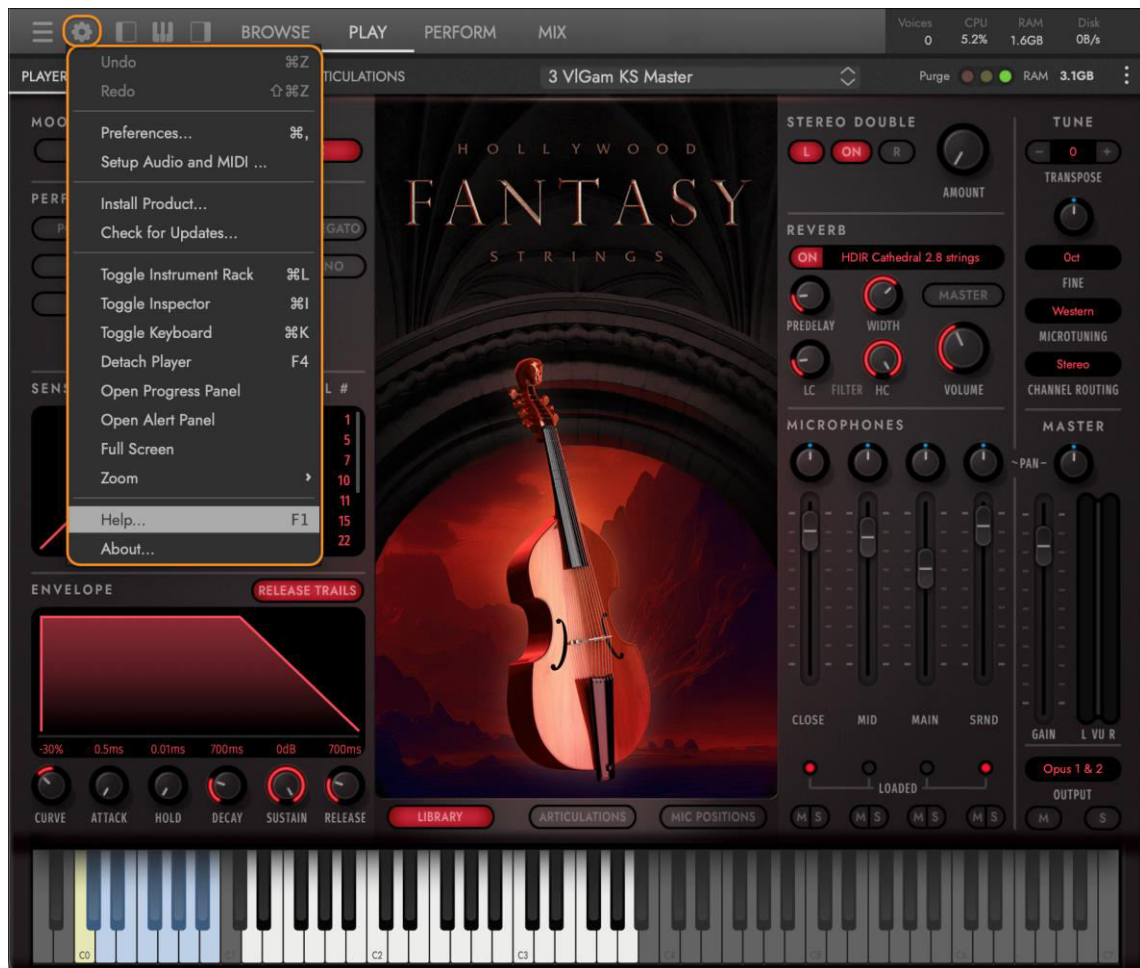 Voices CPU RAM Disk
BROWSE PLAY PERFORM MIX
0 5.2% 1.6GB 0B/s
PLAYER
3 VlGam KS Master
Purge RAM 3.1GB
Undo ⌘Z
Redo ⇧⌘Z
Preferences... ⌘,
Setup Audio and MIDI ...
Install Product...
Check for Updates...
Toggle Instrument Rack ⌘L
Toggle Inspector ⌘I
Toggle Keyboard ⌘K
Detach Player F4
Open Progress Panel
Open Alert Panel
Full Screen
Zoom ›
Help... F1
About...
1
5
7
10
11
15
22
ENVELOPE RELEASE TRAILS
-30% 0.5ms 0.01ms 700ms 0dB 700ms
CURVE ATTACK HOLD DECAY SUSTAIN RELEASE
HOLLYWOOD
FANTASY
STRINGS
LIBRARY ARTICULATIONS MIC POSITIONS
STEREO DOUBLE
L ON R
AMOUNT
REVERB
ON HDIR Cathedral 2.8 strings
MASTER
PREDELAY WIDTH
LC FILTER HC VOLUME
MICROPHONES
CLOSE MID MAIN SRND
LOADED
M S M S M S M S
TUNE
- 0 +
TRANSPOSE
0ct
FINE
Western
MICROTUNING
Stereo
CHANNEL ROUTING
MASTER
~PAN-
GAIN L VU R
Opus 1 & 2
OUTPUT
M S
C0 C1 C2 C3 C4 C5 C6 C7